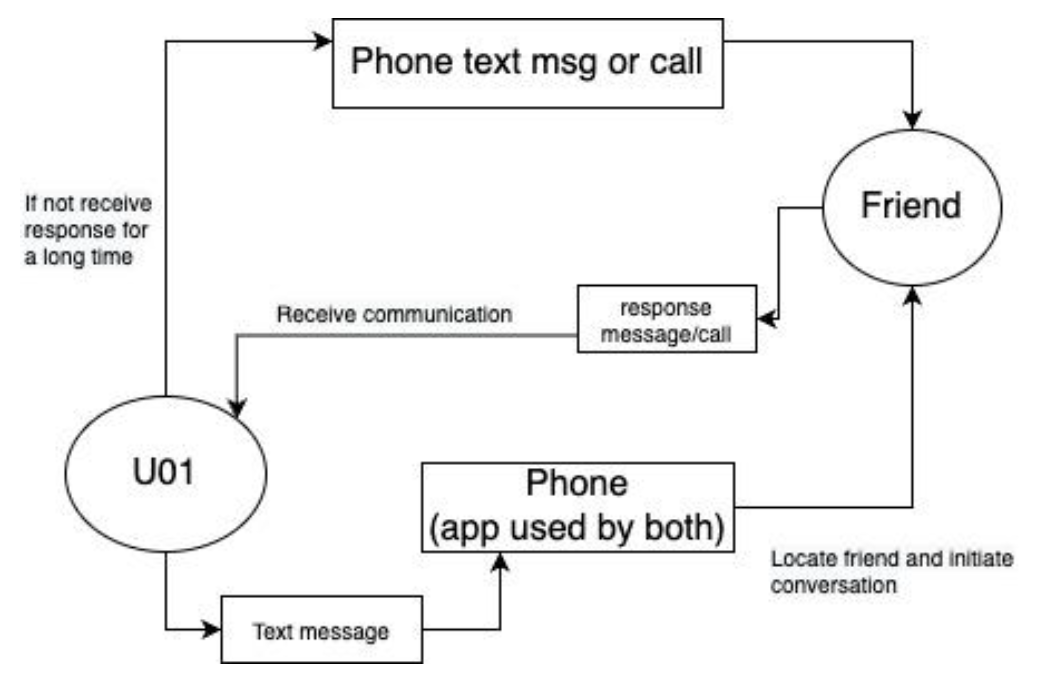 Phone text msg or call
Friend
If not receive
response for
a long time
Receive communication
response
message/call
U01
Phone
(app used by both)
Locate friend and initiate
conversation
Text message